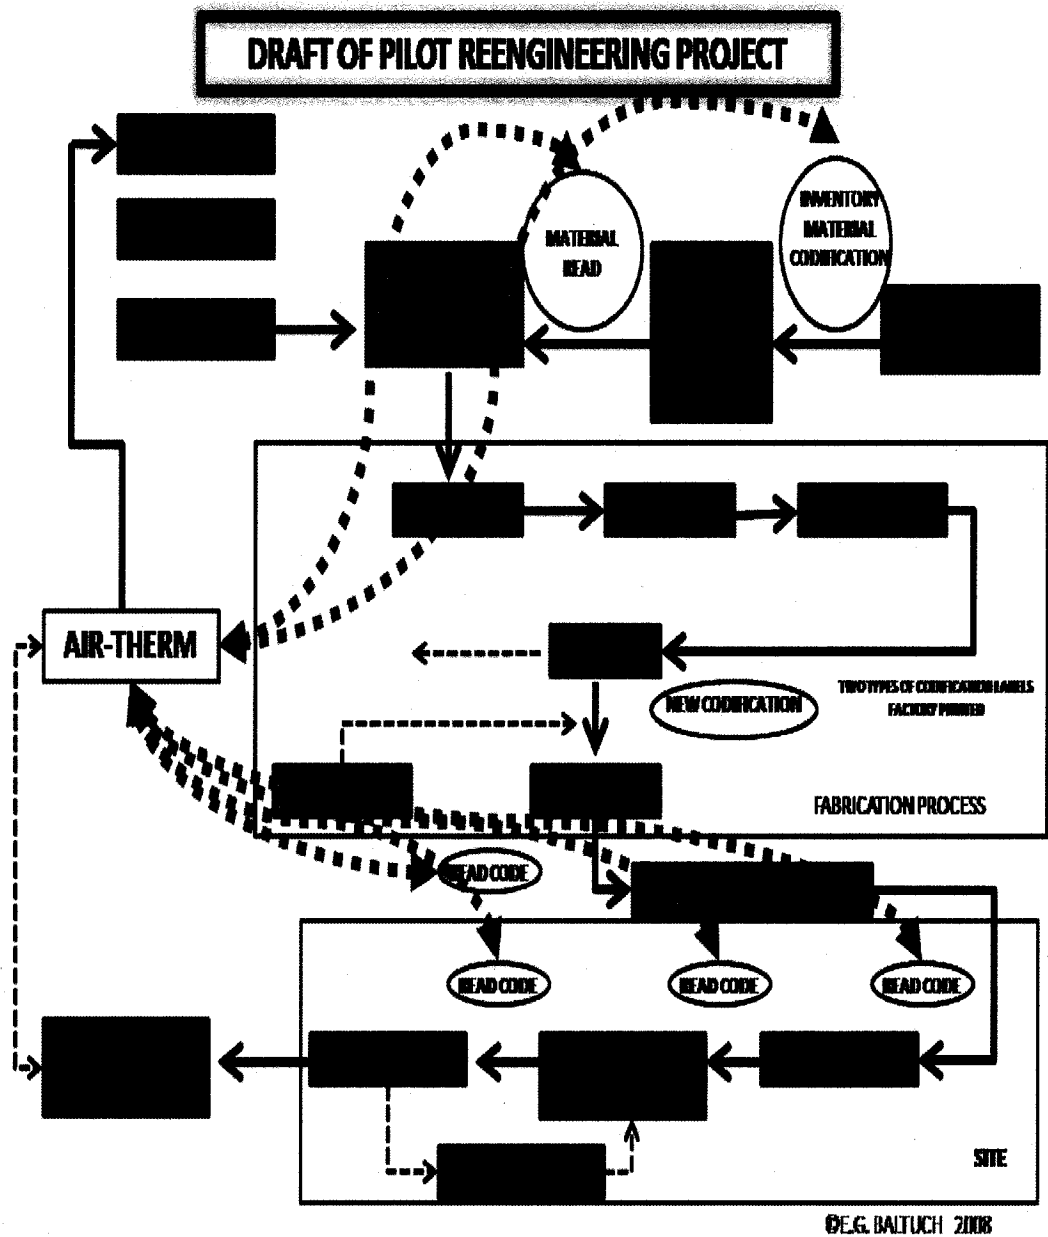 DRAFT OF PILOT REENGINEERING PROJECT
MATERIAL
READ
INVENTORY
MATERIAL
CODIFICATION
AIR-THERM
NEW CODIFICATION
TWO TYPES OF CODIFICATION LABELS
FACTORY PRINTED
FABRICATION PROCESS
READ CODE
READ CODE
READ CODE
READ CODE
SITE
©E.G. BALTUCH 2008